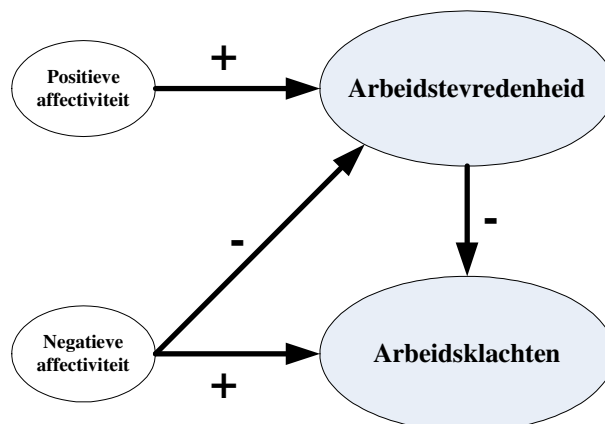 +
Positieve
affectiviteit
Arbeidstevredenheid
-
-
Negatieve
affectiviteit
Arbeidsklachten
+